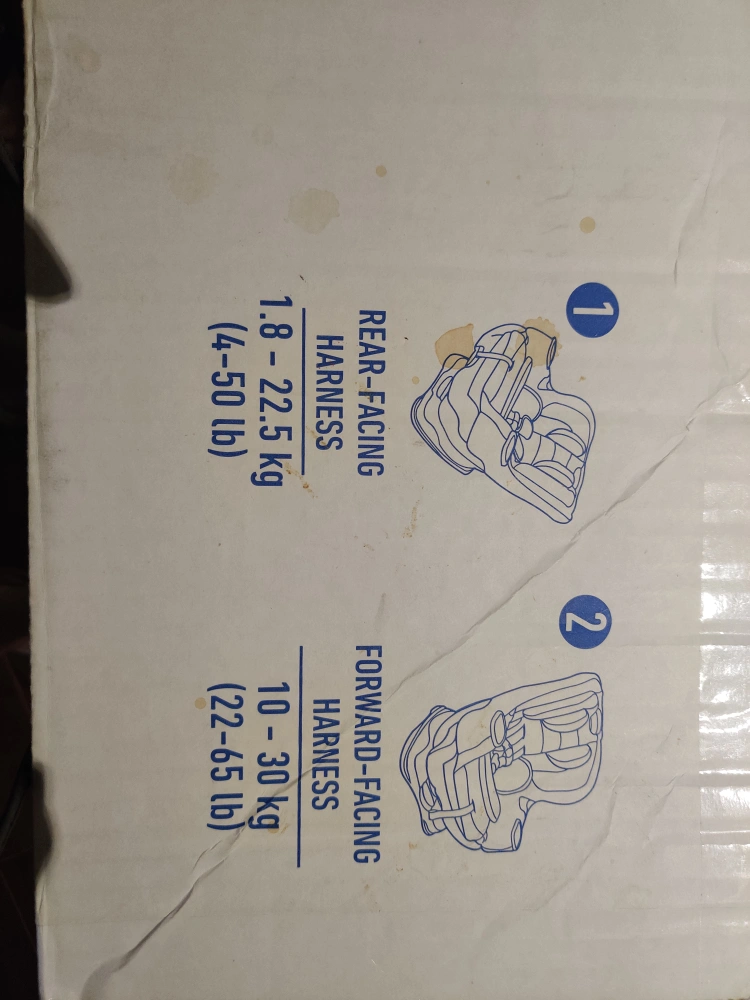 1
REAR-FACING
HARNESS
1.8 - 22.5 kg
(4-50 lb)
2
FORWARD-FACING
HARNESS
10 - 30 kg
(22-65 lb)